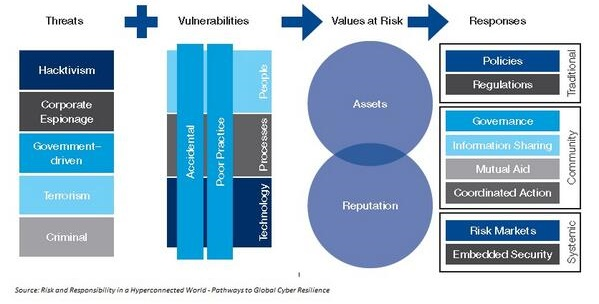 Threats
Vulnerabilities
Values at Risk
Responses
Hacktivism
Corporate
Espionage
Government–
driven
Terrorism
Criminal
Accidental
Poor Practice
People
Processes
Technology
Assets
Reputation
Policies
Regulations
Traditional
Governance
Information Sharing
Mutual Aid
Coordinated Action
Community
Risk Markets
Embedded Security
Systemic
Source: Risk and Responsibility in a Hyperconnected World - Pathways to Global Cyber Resilience